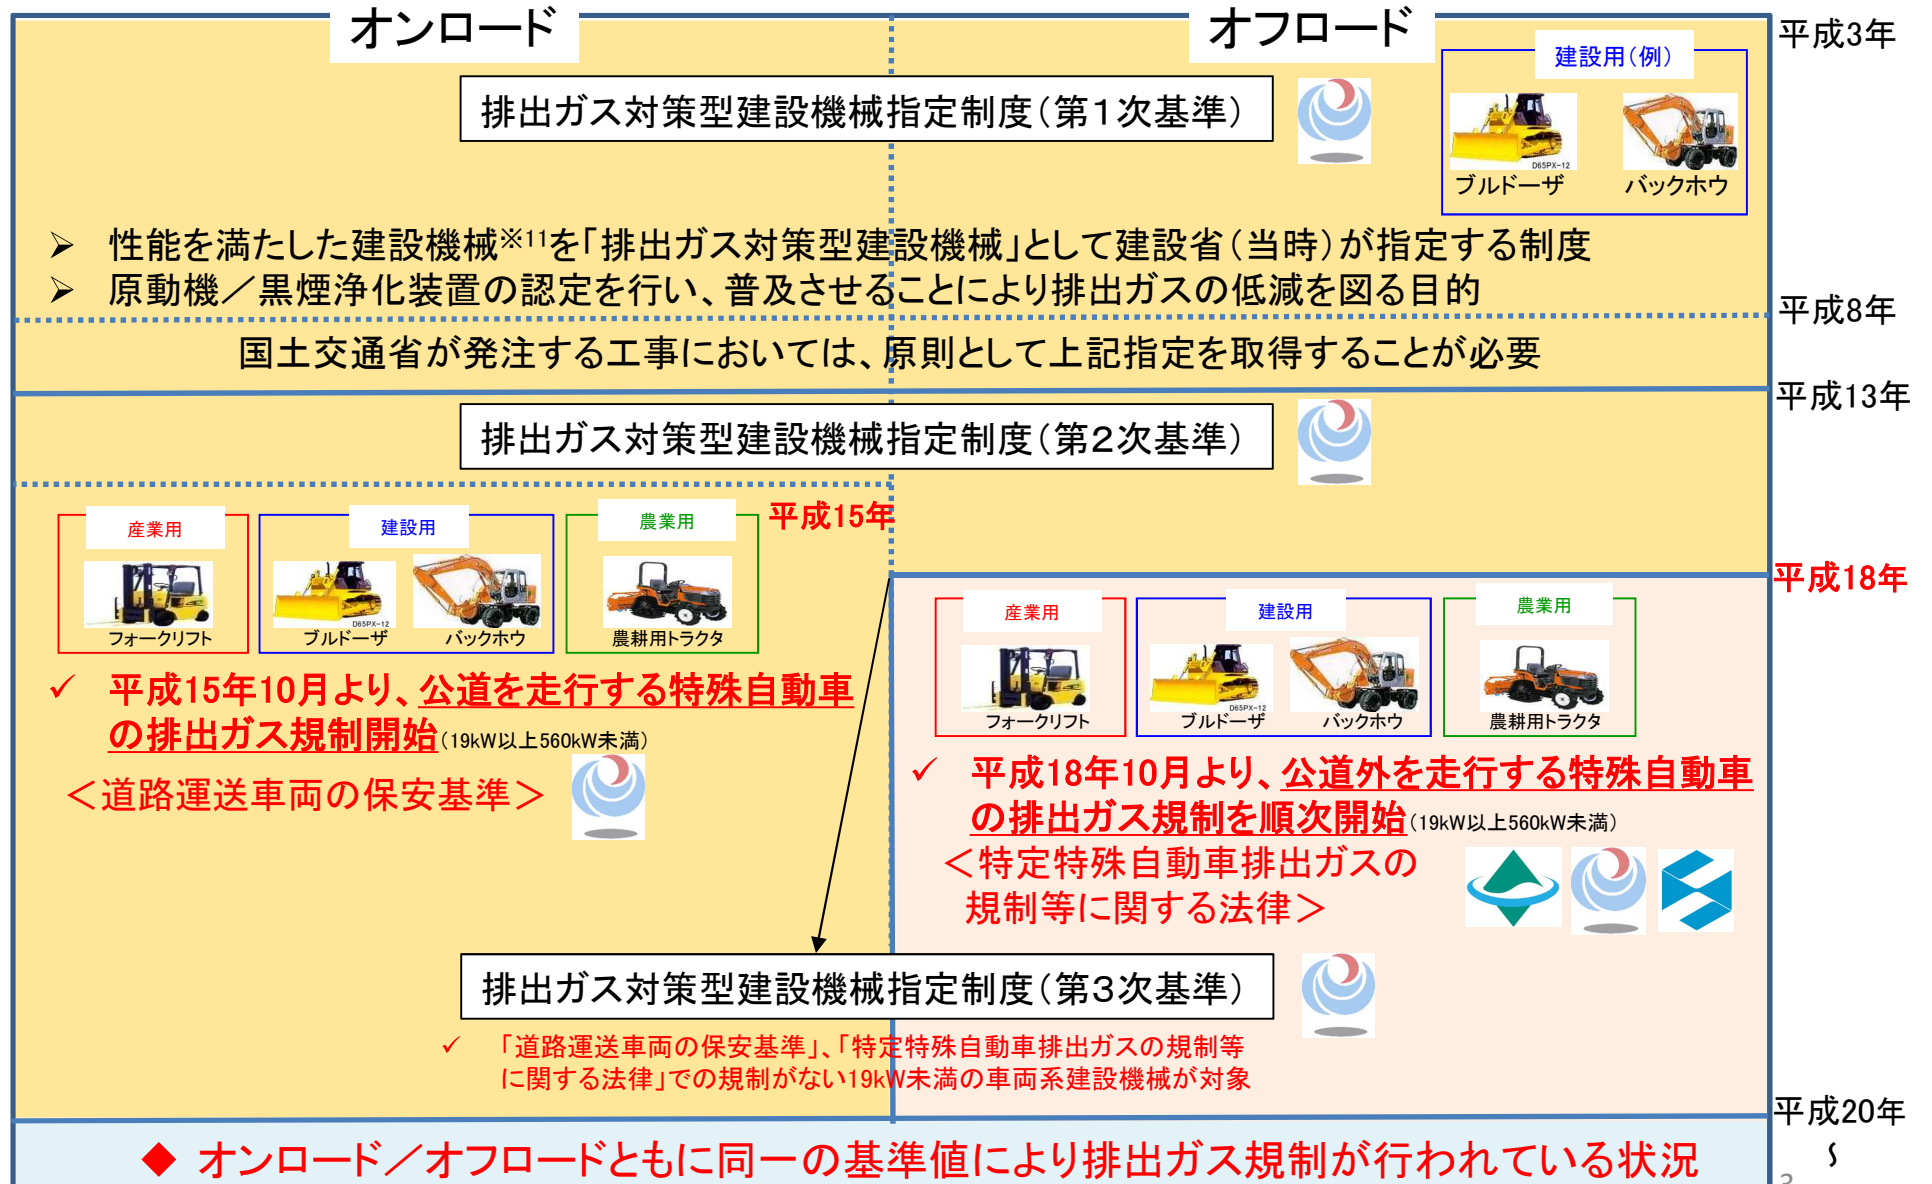 オンロード
オフロード
平成3年
建設用(例)
排出ガス対策型建設機械指定制度(第1次基準)
D65PX-12
ブルドーザ
バックホウ
➢ 性能を満たした建設機械※11を「排出ガス対策型建設機械」として建設省(当時)が指定する制度
➢ 原動機/黒煙浄化装置の認定を行い、普及させることにより排出ガスの低減を図る目的
平成8年
国土交通省が発注する工事においては、原則として上記指定を取得することが必要
平成13年
排出ガス対策型建設機械指定制度(第2次基準)
平成15年
産業用
建設用
農業用
D65PX-12
フォークリフト
ブルドーザ
バックホウ
農耕用トラクタ
✓ 平成15年10月より、公道を走行する特殊自動車
の排出ガス規制開始(19kW以上560kW未満)
<道路運送車両の保安基準>
平成18年
産業用
建設用
農業用
D65PX-12
フォークリフト
ブルドーザ
バックホウ
農耕用トラクタ
✓ 平成18年10月より、公道外を走行する特殊自動車
の排出ガス規制を順次開始(19kW以上560kW未満)
<特定特殊自動車排出ガスの
規制等に関する法律>
排出ガス対策型建設機械指定制度(第3次基準)
✓ 「道路運送車両の保安基準」、「特定特殊自動車排出ガスの規制等
に関する法律」での規制がない19kW未満の車両系建設機械が対象
平成20年
~
◆ オンロード/オフロードともに同一の基準値により排出ガス規制が行われている状況